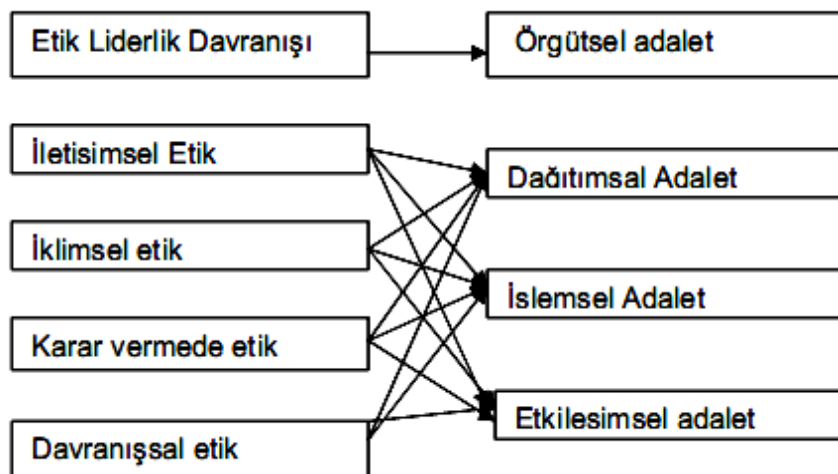 Etik Liderlik Davranışı
Örgütsel adalet
İletisimsel Etik
Dağıtımsal Adalet
İklimsel etik
İslemsel Adalet
Karar vermede etik
Etkilesimsel adalet
Davranışsal etik